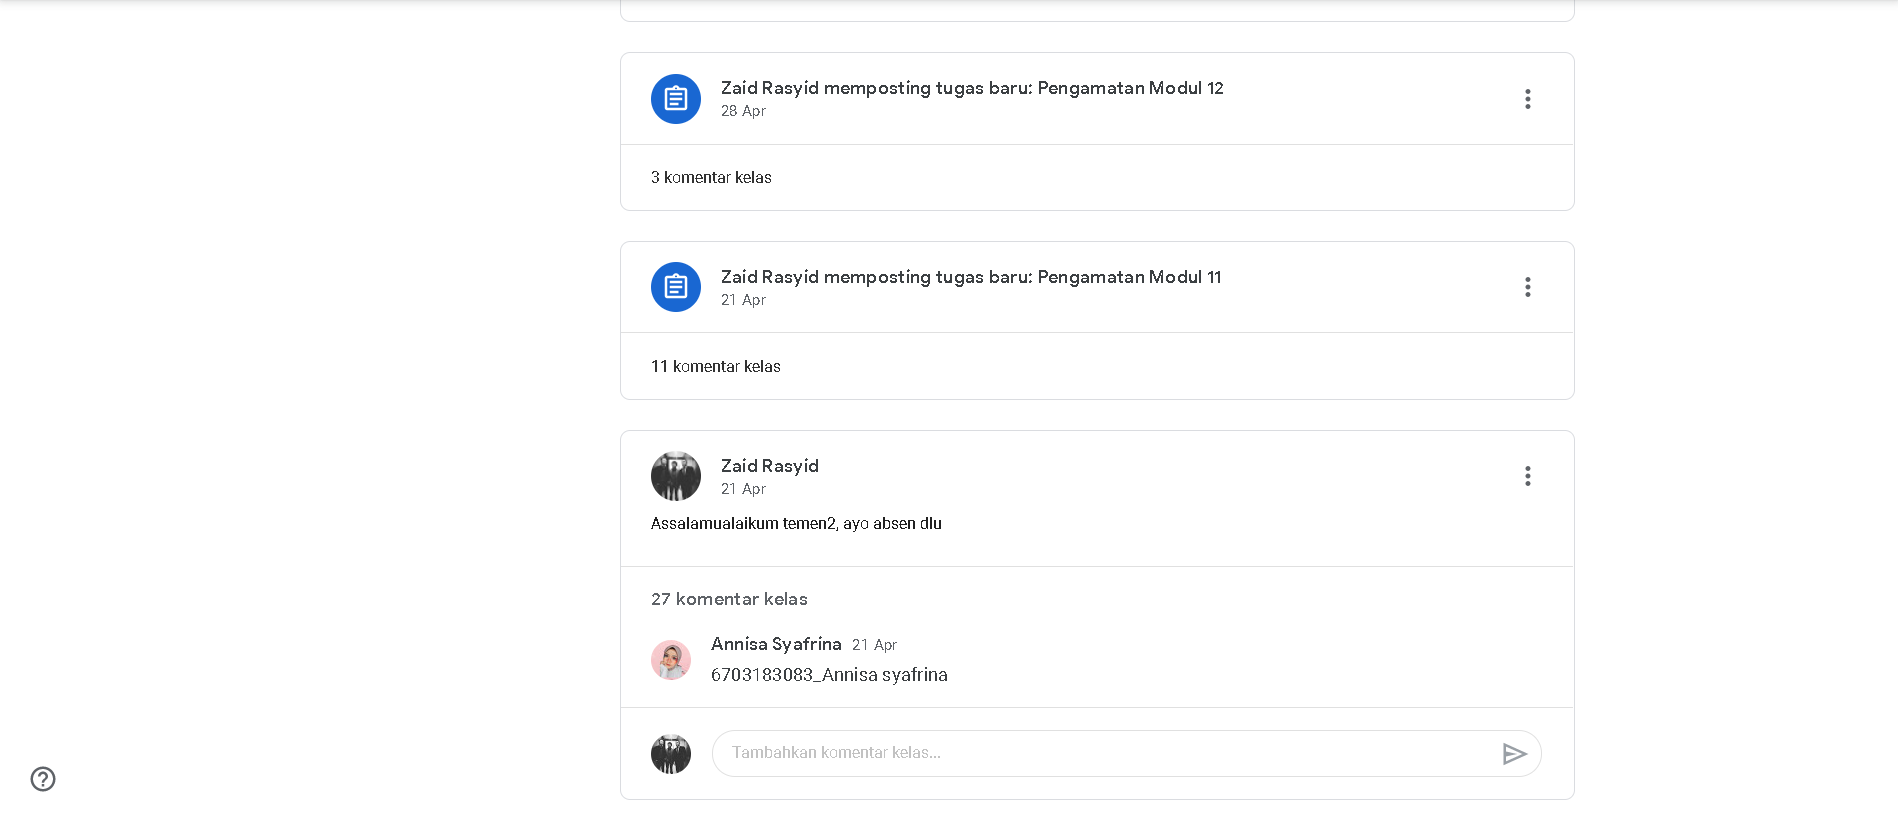 Zaid Rasyid memposting tugas baru: Pengamatan Modul 12
28 Apr
3 komentar kelas
Zaid Rasyid memposting tugas baru: Pengamatan Modul 11
21 Apr
11 komentar kelas
Zaid Rasyid
21 Apr
Assalamualaikum temen2, ayo absen dlu
27 komentar kelas
Annisa Syafrina 21 Apr
6703183083_Annisa syafrina
Tambahkan komentar kelas...